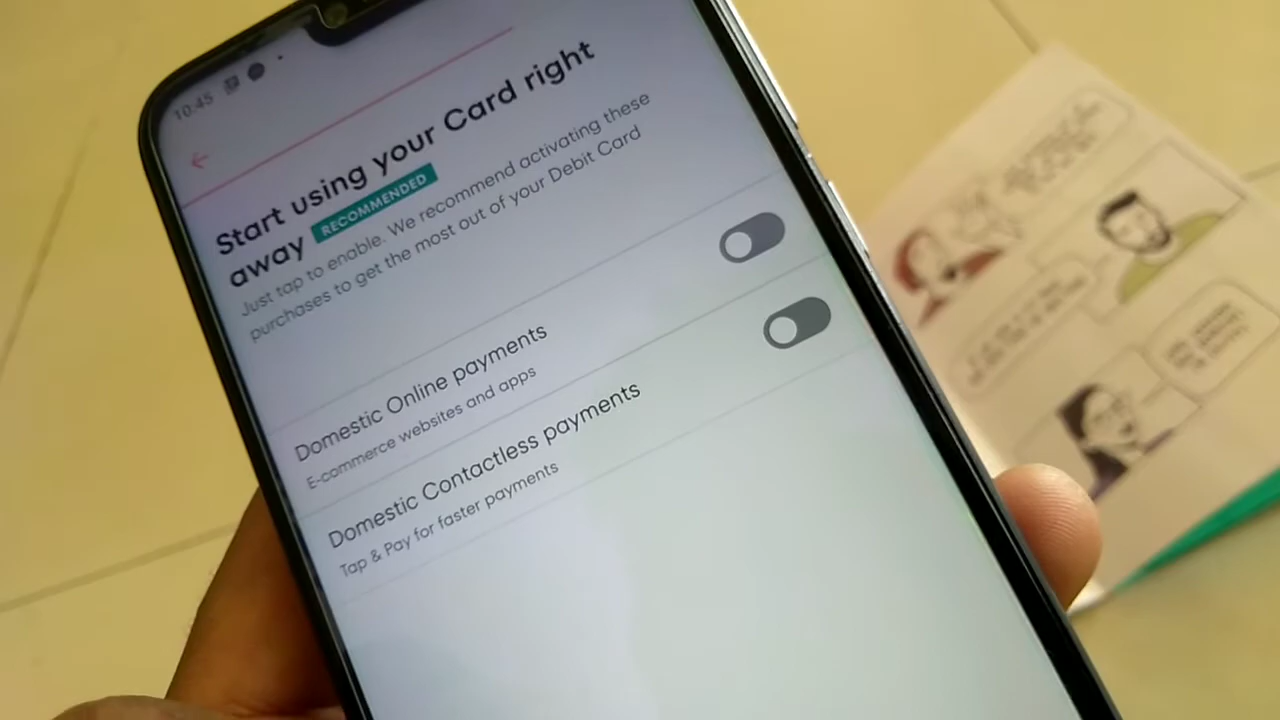 10:45
Start using your Card right
away RECOMMENDED
Just tap to enable. We recommend activating these
purchases to get the most out of your Debit Card
Domestic Online payments
E-commerce websites and apps
Domestic Contactless payments
Tap & Pay for faster payments